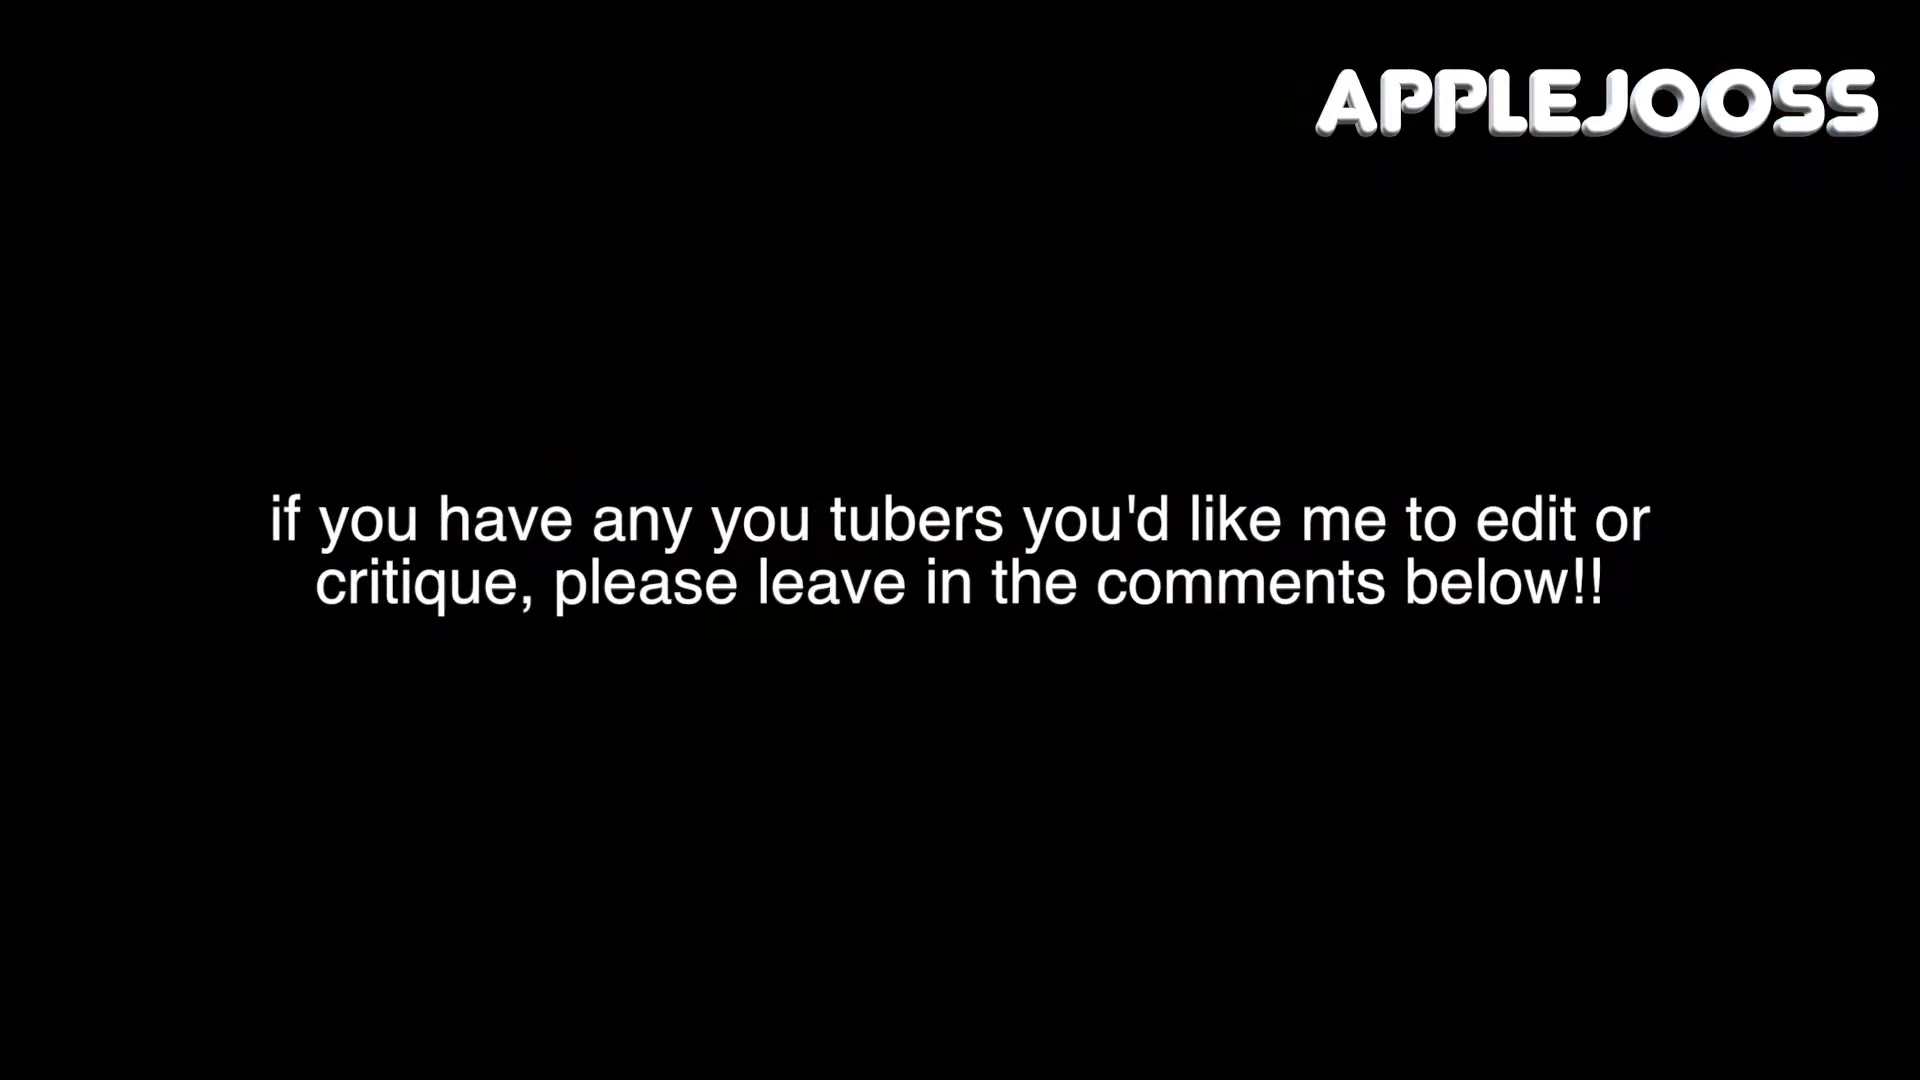 APPLEJOOSS
if you have any you tubers you'd like me to edit or
critique, please leave in the comments below!!